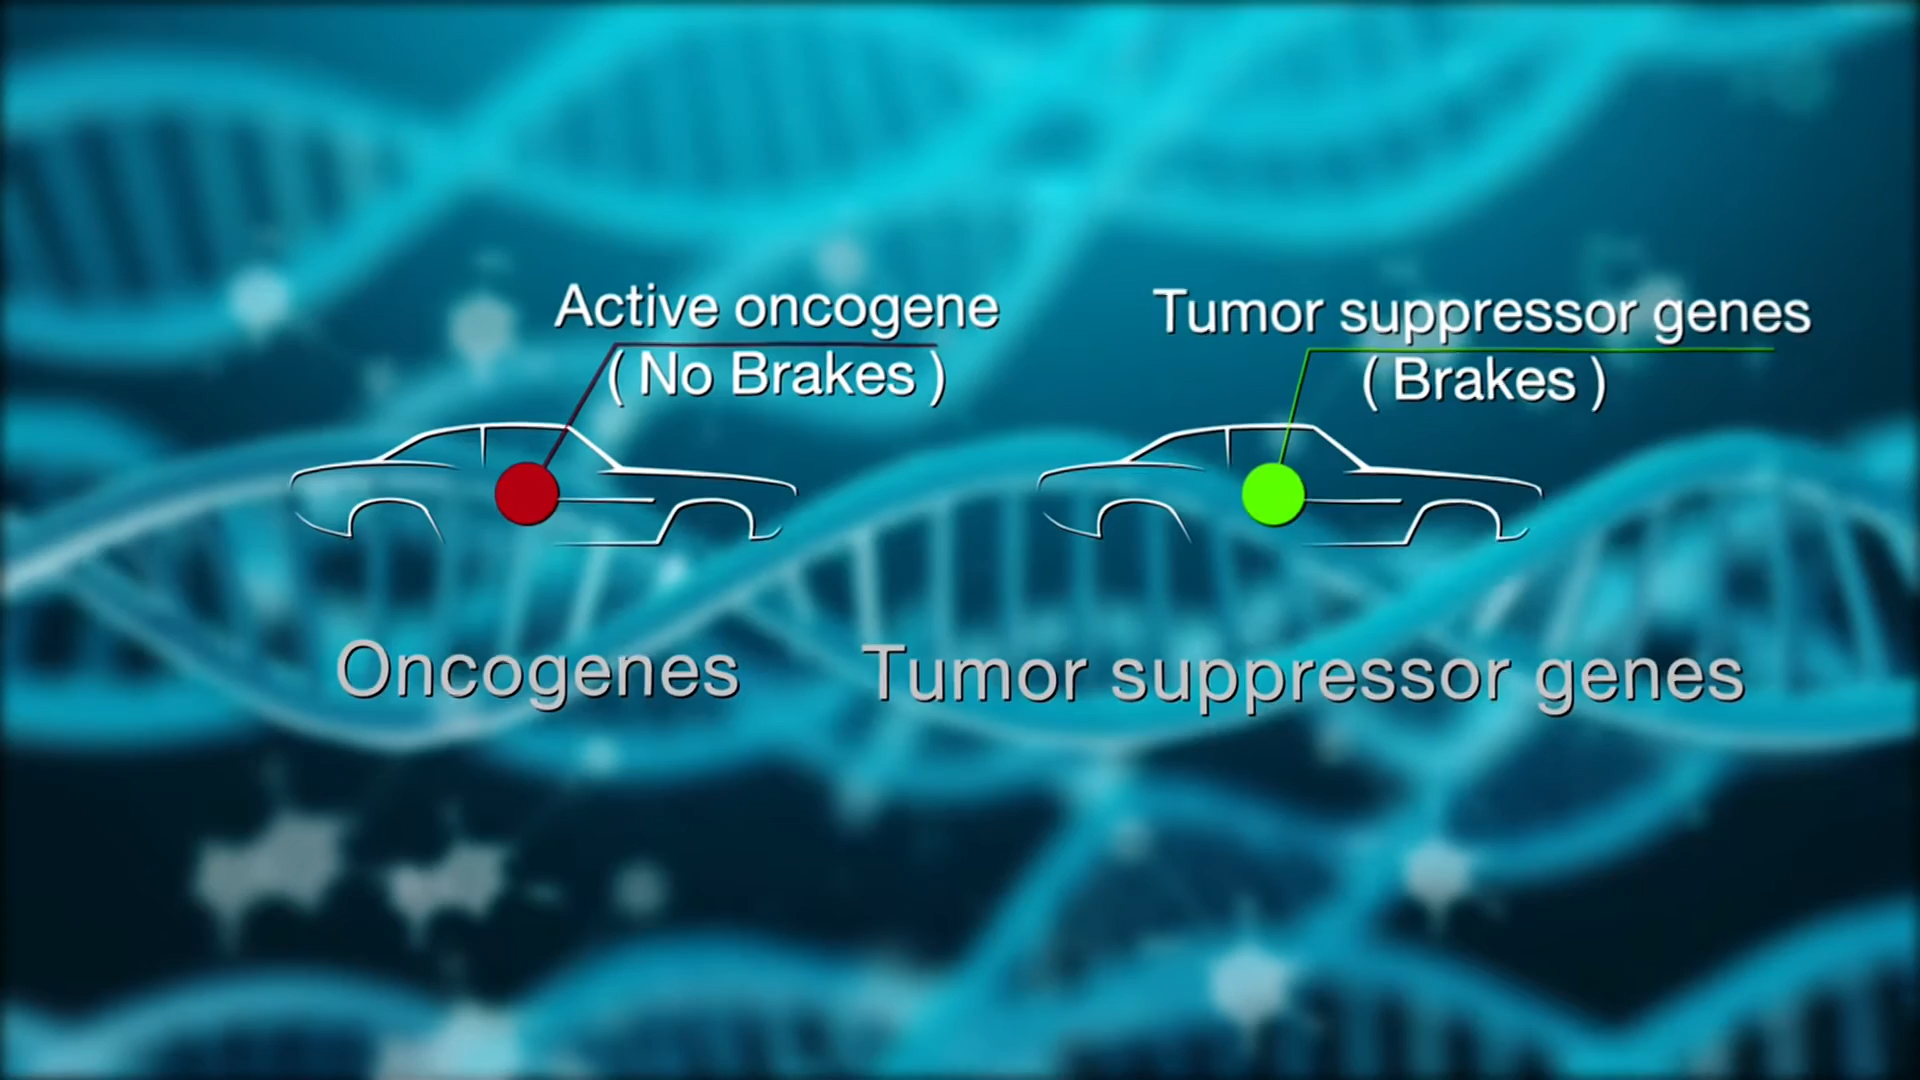 Active oncogene
( No Brakes )
Tumor suppressor genes
( Brakes )
Oncogenes
Tumor suppressor genes